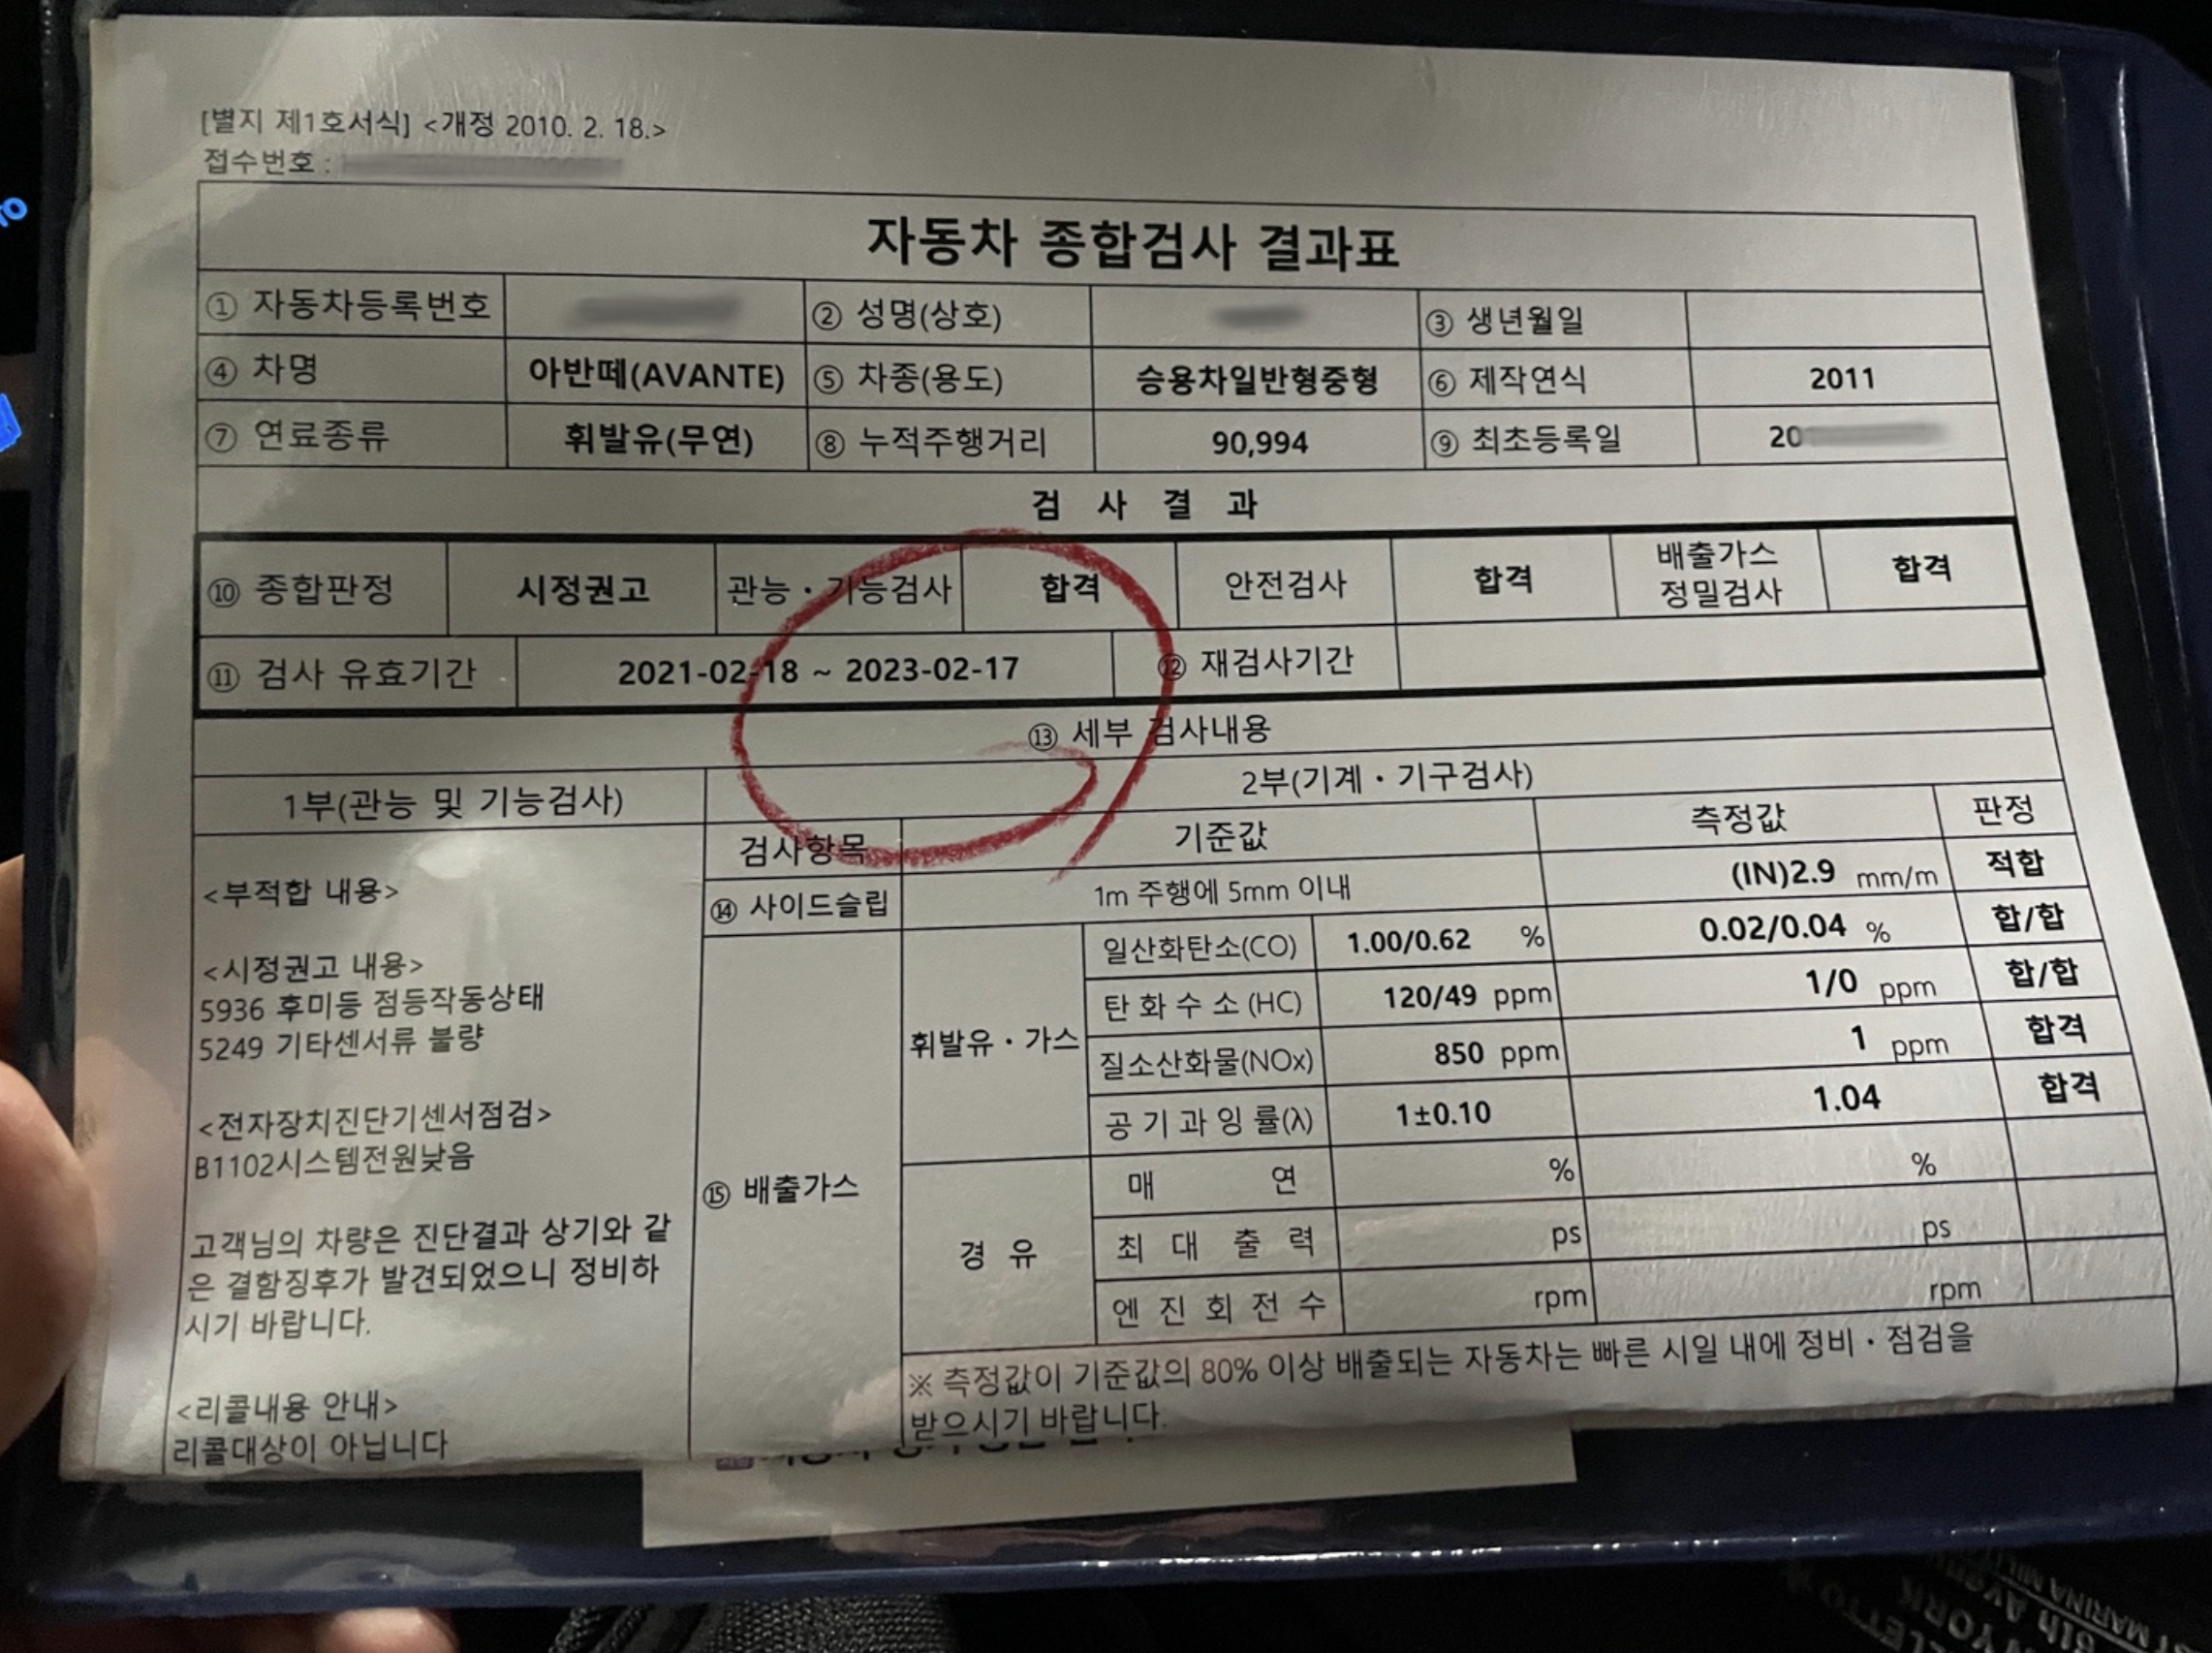 [별지 제1호서식] <개정 2010. 2. 18.>
접수번호 :
자동차 종합검사 결과표
① 자동차등록번호 ② 성명(상호) ③ 생년월일
④ 차명 아반떼(AVANTE) ⑤ 차종(용도) 승용차일반형중형 ⑥ 제작연식 2011
⑦ 연료종류 휘발유(무연) ⑧ 누적주행거리 90,994 ⑨ 최초등록일 20
검 사 결 과
⑩ 종합판정 시정권고 관능·기능검사 합격 안전검사 합격 배출가스
정밀검사 합격
⑪ 검사 유효기간 2021-02-18 ~ 2023-02-17 ⑫ 재검사기간
⑬ 세부 검사내용
1부(관능 및 기능검사)
<부적합 내용>
<시정권고 내용>
5936 후미등 점등작동상태
5249 기타센서류 불량
<전자장치진단기센서점검>
B1102시스템전원낮음
고객님의 차량은 진단결과 상기와 같
은 결함징후가 발견되었으니 정비하
시기 바랍니다.
<리콜내용 안내>
리콜대상이 아닙니다
2부(기계·기구검사)
검사항목 기준값 측정값 판정
⑭ 사이드슬립 1m 주행에 5mm 이내 (IN)2.9 mm/m 적합
⑮ 배출가스
휘발유·가스
일산화탄소(CO) 1.00/0.62 % 0.02/0.04 % 합/합
탄 화 수 소 (HC) 120/49 ppm 1/0 ppm 합/합
질소산화물(NOx) 850 ppm 1 ppm 합격
공 기 과 잉 률(λ) 1±0.10 1.04 합격
경 유
매 연 % %
최 대 출 력 ps ps
엔 진 회 전 수 rpm rpm
※ 측정값이 기준값의 80% 이상 배출되는 자동차는 빠른 시일 내에 정비·점검을
받으시기 바랍니다.